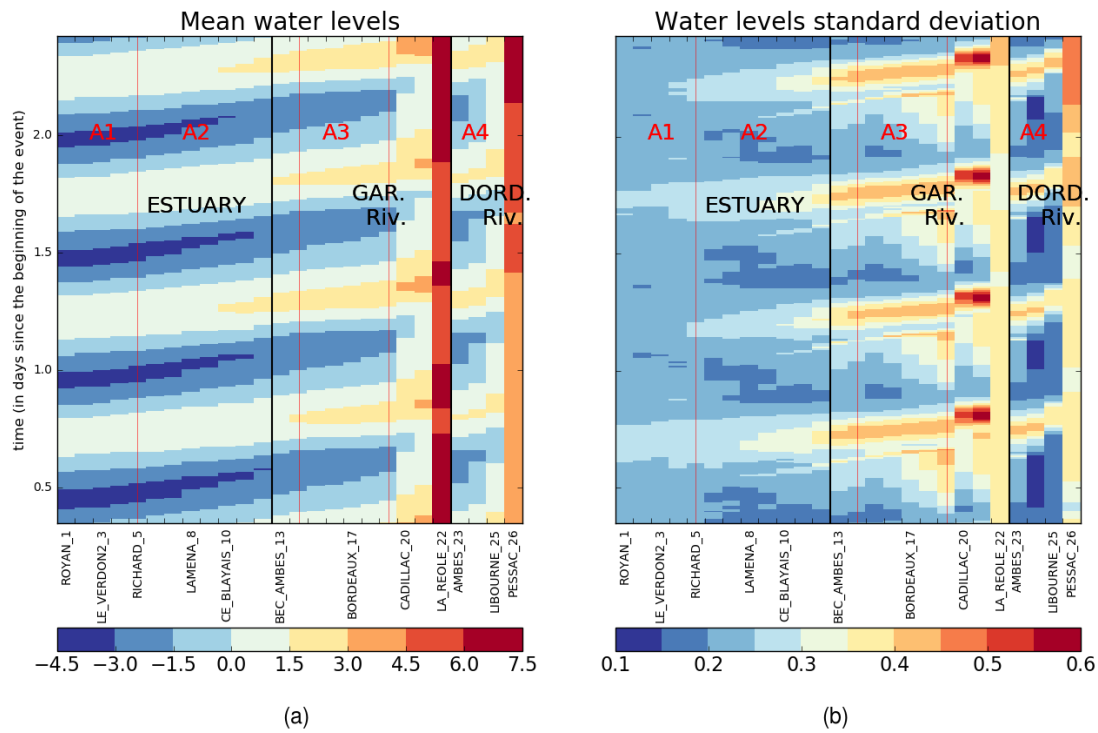 Mean water levels
time (in days since the beginning of the event)
2.0
1.5
1.0
0.5
A1
A2
A3
A4
ESTUARY
GAR.
Riv.
DORD.
Riv.
ROYAN_1
LE_VERDON2_3
RICHARD_5
LAMENA_8
CE_BLAYAIS_10
BEC_AMBES_13
BORDEAUX_17
CADILLAC_20
LA_REOLE_22
AMBES_23
LIBOURNE_25
PESSAC_26
−4.5 −3.0 −1.5 0.0 1.5 3.0 4.5 6.0 7.5
(a)
Water levels standard deviation
A1
A2
A3
A4
ESTUARY
GAR.
Riv.
DORD.
Riv.
ROYAN_1
LE_VERDON2_3
RICHARD_5
LAMENA_8
CE_BLAYAIS_10
BEC_AMBES_13
BORDEAUX_17
CADILLAC_20
LA_REOLE_22
AMBES_23
LIBOURNE_25
PESSAC_26
0.1 0.2 0.3 0.4 0.5 0.6
(b)